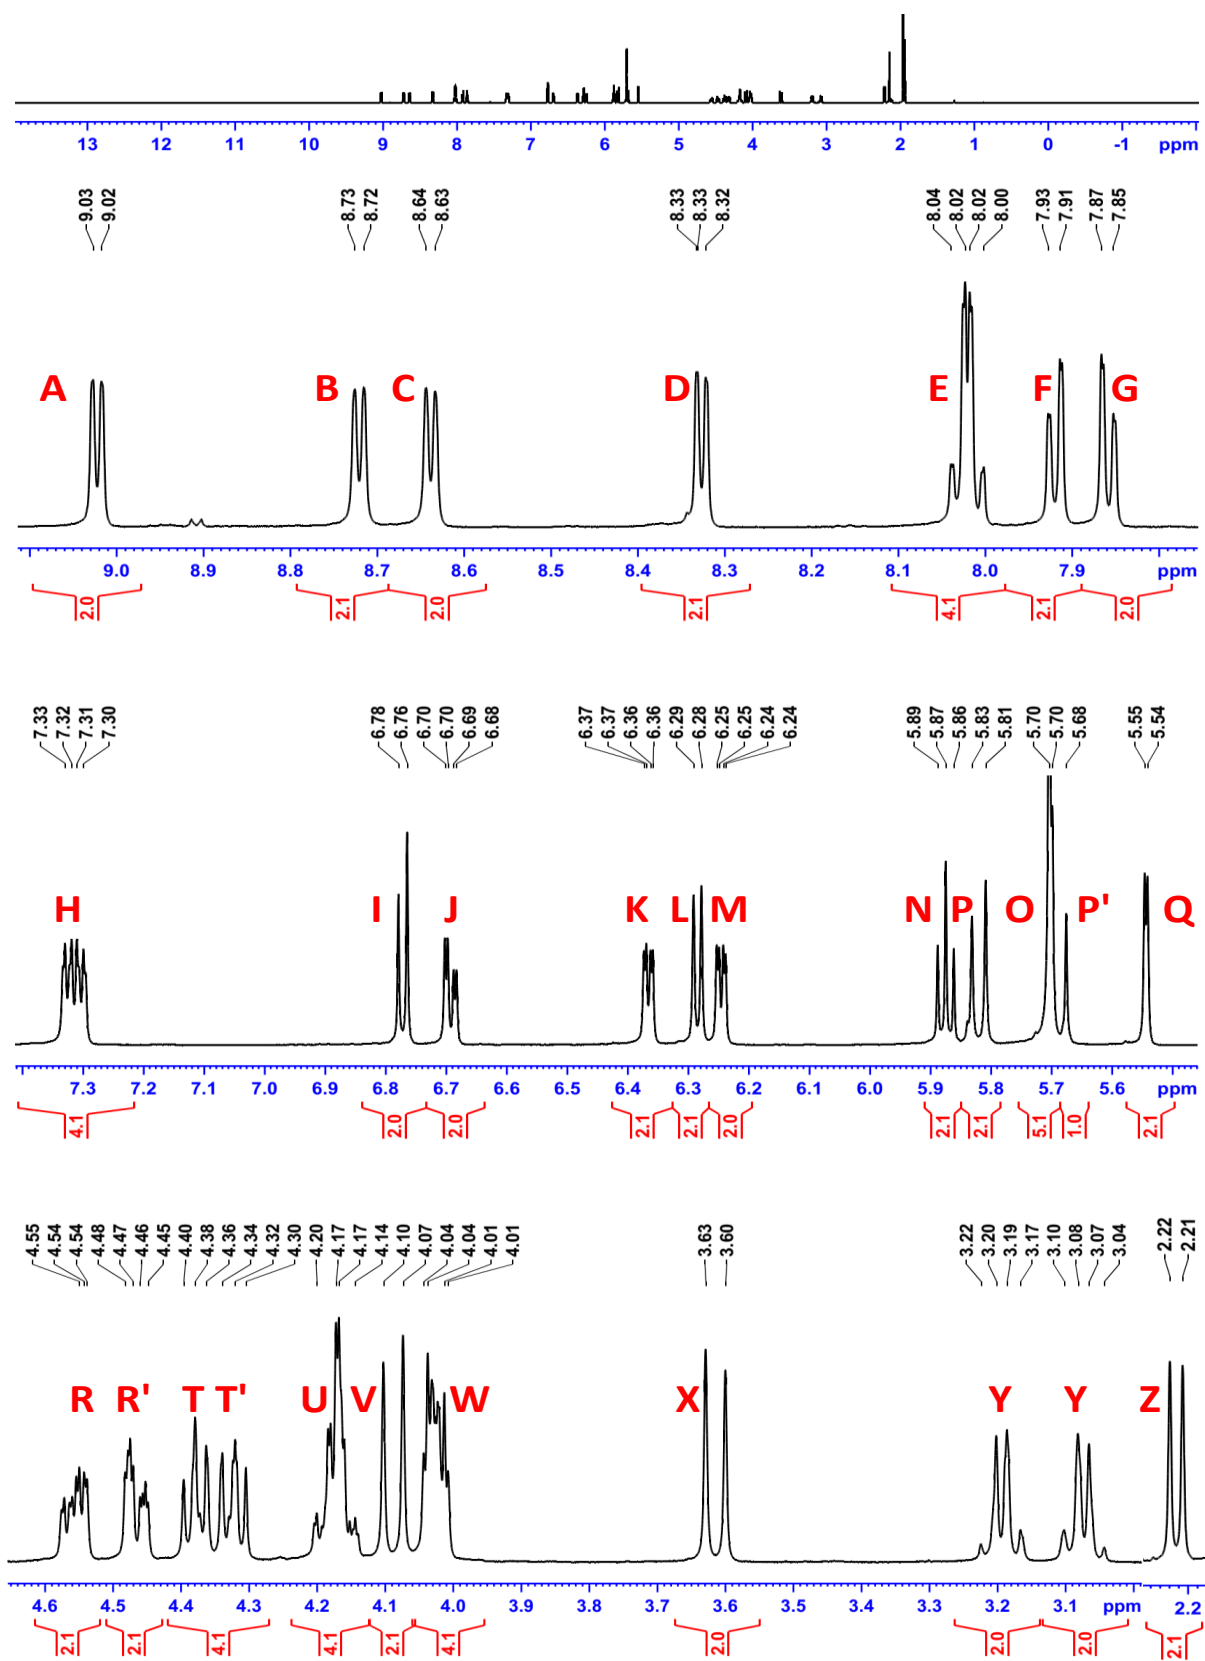 13 12 11 10 9 8 7 6 5 4 3 2 1 0 -1 ppm
9.03 9.02 8.73 8.72 8.64 8.63 8.33 8.33 8.32 8.04 8.02 8.02 8.00 7.93 7.91 7.87 7.85
A B C D E F G
9.0 8.9 8.8 8.7 8.6 8.5 8.4 8.3 8.2 8.1 8.0 7.9 ppm
2.0 2.1 2.0 2.1 4.1 2.1 2.0
7.33 7.32 7.31 7.30 6.78 6.76 6.70 6.70 6.69 6.68 6.37 6.37 6.36 6.36 6.29 6.28 6.25 6.25 6.24 6.24 5.89 5.87 5.86 5.83 5.81 5.70 5.70 5.68 5.55 5.54
H I J K L M N P O P' Q
7.3 7.2 7.1 7.0 6.9 6.8 6.7 6.6 6.5 6.4 6.3 6.2 6.1 6.0 5.9 5.8 5.7 5.6 ppm
4.1 2.0 2.0 2.1 2.1 2.0 2.1 2.1 5.1 1.0 2.1
4.55 4.54 4.54 4.48 4.47 4.46 4.45 4.40 4.38 4.36 4.34 4.32 4.30 4.20 4.17 4.17 4.14 4.10 4.07 4.04 4.04 4.01 4.01 3.63 3.60 3.22 3.20 3.19 3.17 3.10 3.08 3.07 3.04 2.22 2.21
R R' T T' U V W X Y Y Z
4.6 4.5 4.4 4.3 4.2 4.1 4.0 3.9 3.8 3.7 3.6 3.5 3.4 3.3 3.2 3.1 ppm 2.2
2.1 2.1 4.1 4.1 2.1 4.1 2.0 2.0 2.0 2.1